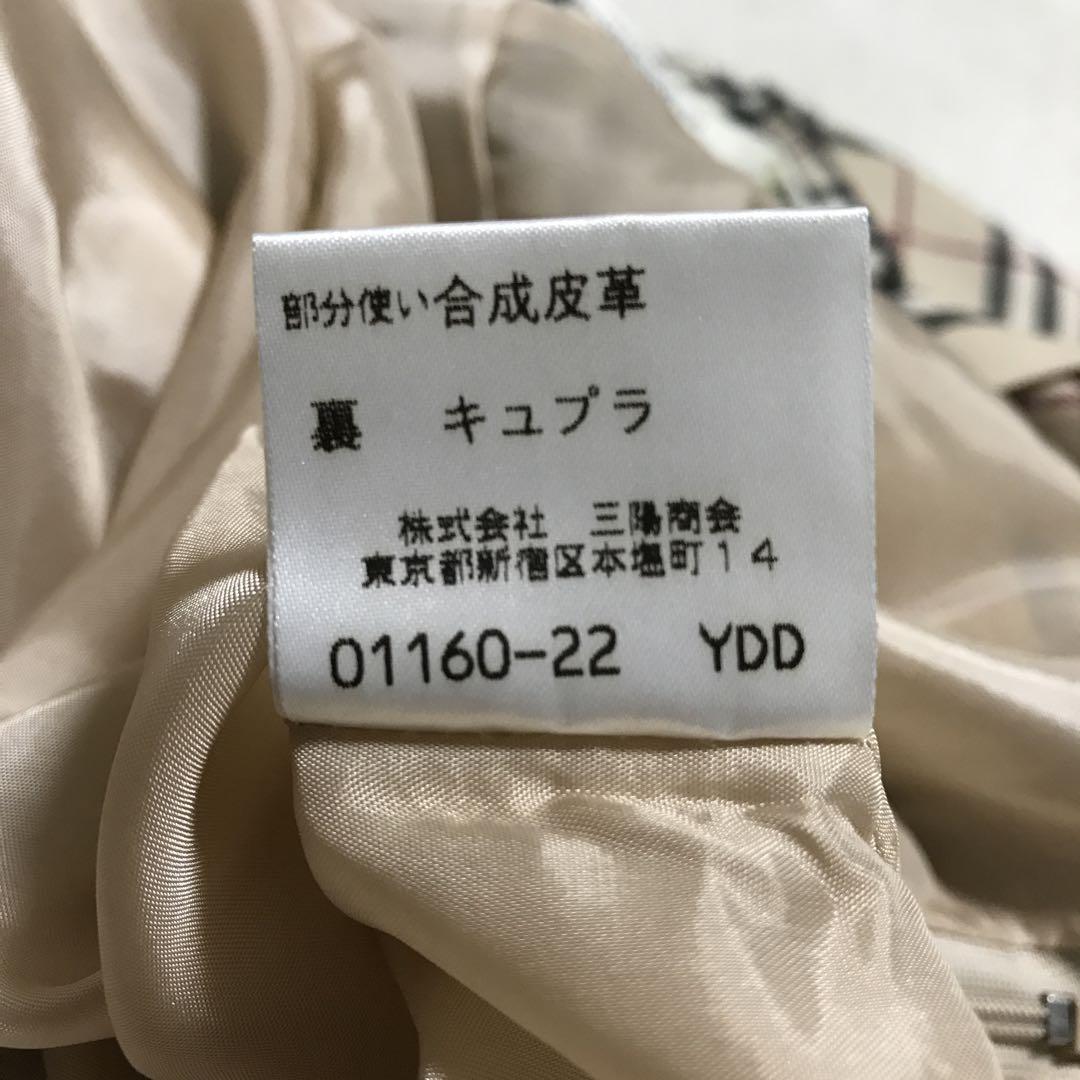 部分使い合成皮革
裏 キュプラ
株式会社 三陽商会
東京都新宿区本塩町14
01160-22 YDD